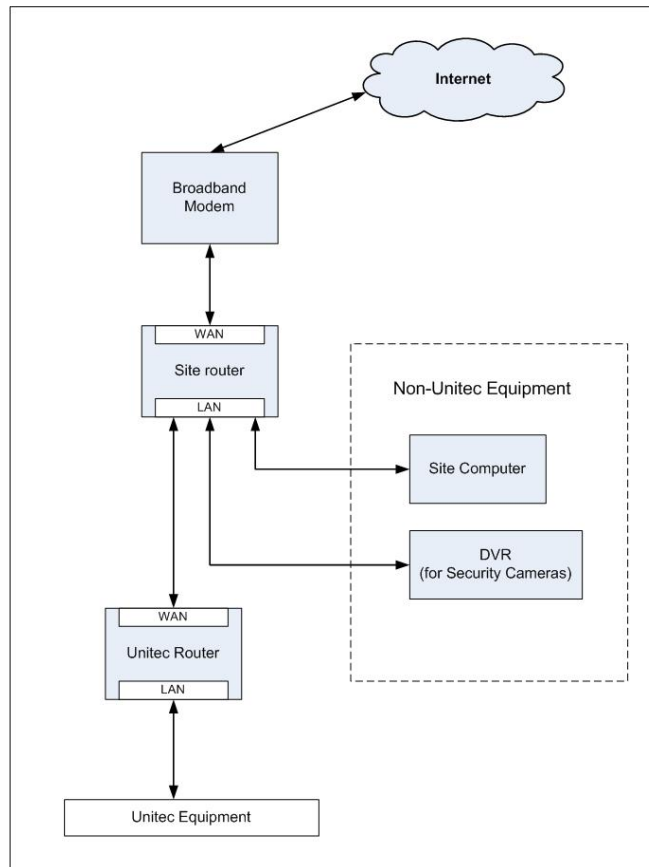 Internet
Broadband
Modem
WAN
Site router
LAN
Non-Unitec Equipment
Site Computer
DVR
(for Security Cameras)
WAN
Unitec Router
LAN
Unitec Equipment